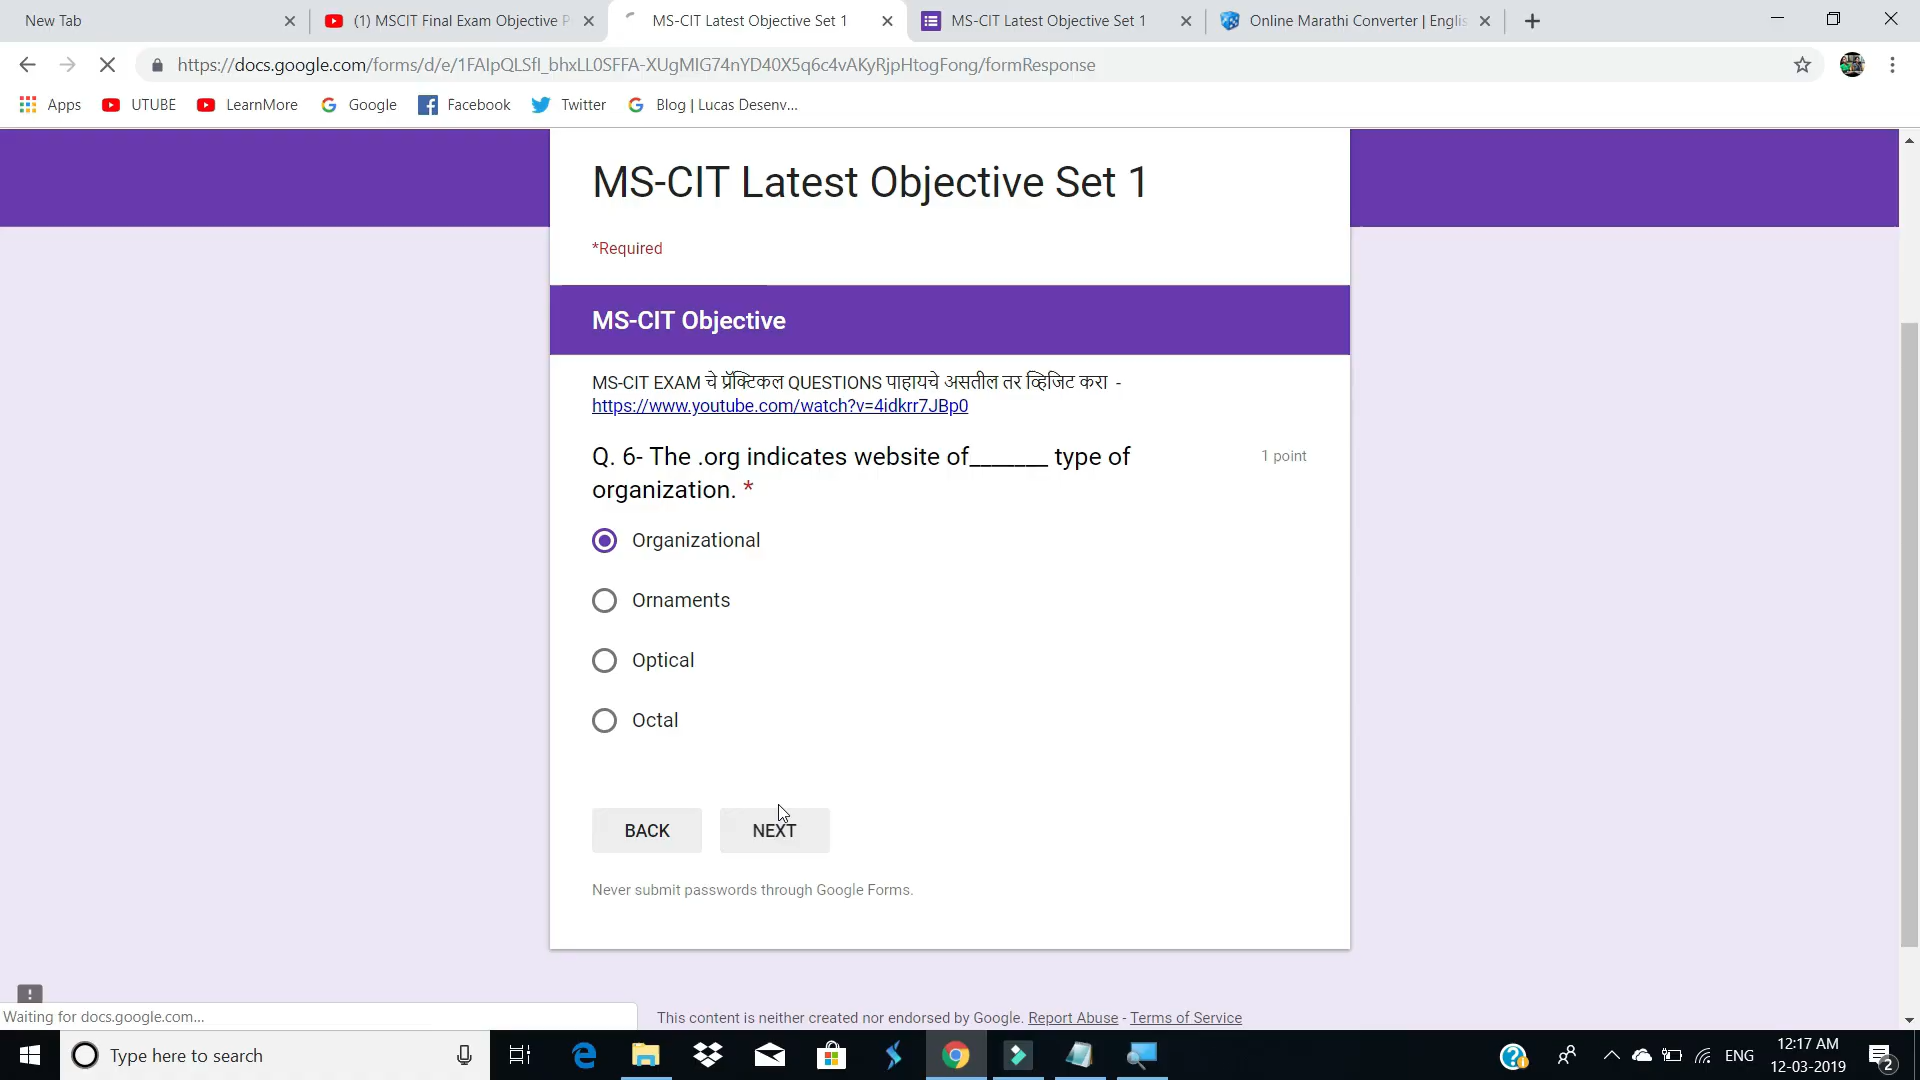 New Tab
(1) MSCIT Final Exam Objective P
MS-CIT Latest Objective Set 1
MS-CIT Latest Objective Set 1
Online Marathi Converter | Englis
https://docs.google.com/forms/d/e/1FAIpQLSfI_bhxLL0SFFA-XUgMIG74nYD40X5q6c4vAKyRjpHtogFong/formResponse
Apps
UTUBE
LearnMore
Google
Facebook
Twitter
Blog | Lucas Desenv...
MS-CIT Latest Objective Set 1
*Required
MS-CIT Objective
MS-CIT EXAM चे प्रॅक्टिकल QUESTIONS पाहायचे असतील तर व्हिजिट करा -
https://www.youtube.com/watch?v=4idkrr7JBp0
Q. 6- The .org indicates website of_______ type of
organization. *
1 point
Organizational
Ornaments
Optical
Octal
BACK
NEXT
Never submit passwords through Google Forms.
Waiting for docs.google.com...
This content is neither created nor endorsed by Google. Report Abuse - Terms of Service
Type here to search
ENG
12:17 AM
12-03-2019
2